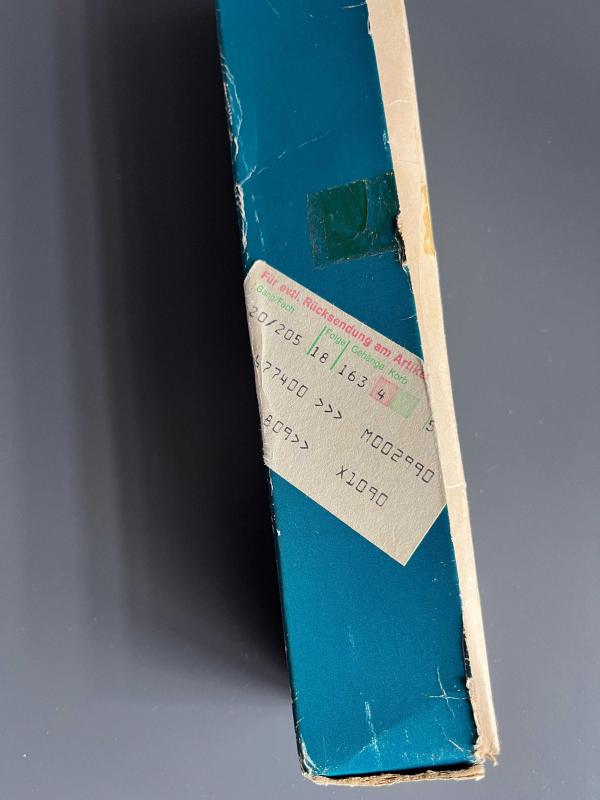 Für evtl. Rücksendung am Artikel
Gang/Fach Folge Gehänge Korb
20/205 18 163 4 5
477400 >>> M002990
809>> X1090